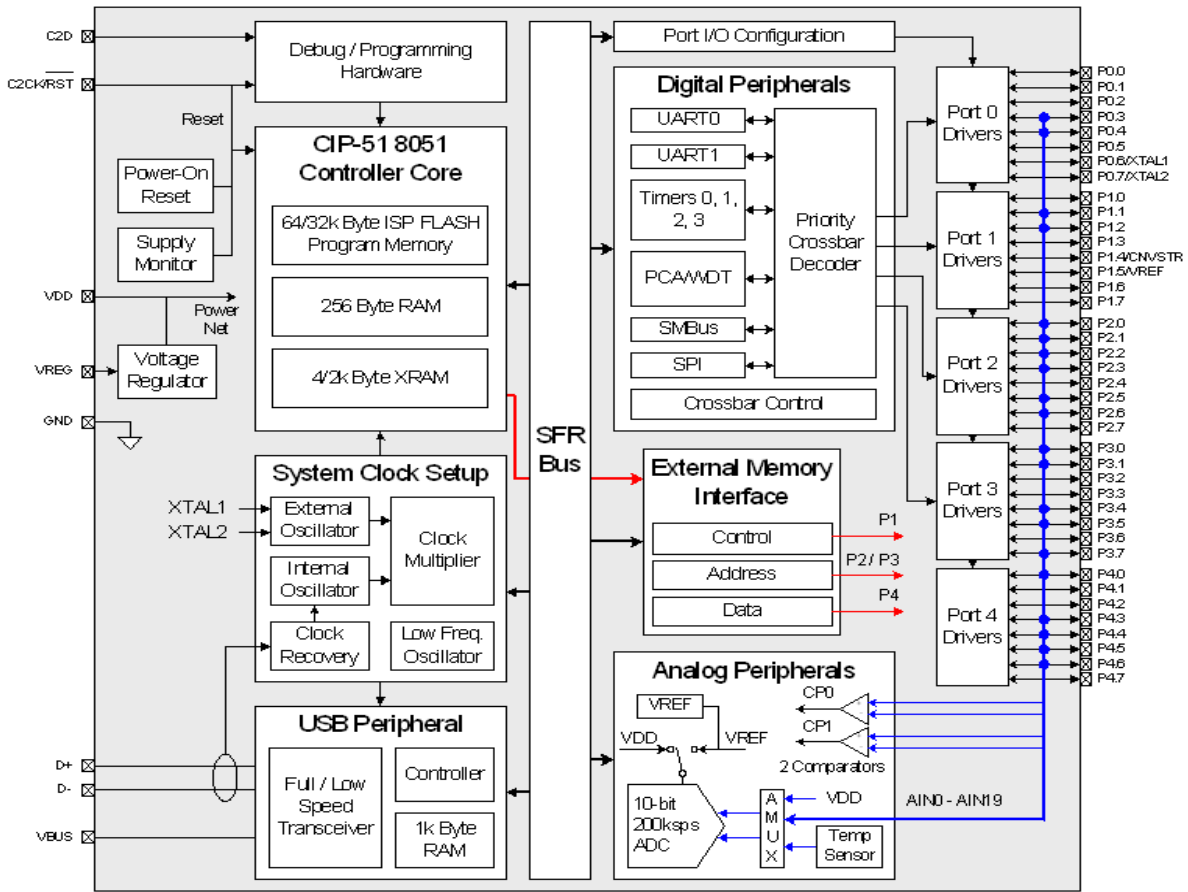 C2D
C2CK/RST
Debug / Programming
Hardware
Reset
Power-On
Reset
Supply
Monitor
VDD
Power
Net
VREG
Voltage
Regulator
GND
CIP-51 8051
Controller Core
64/32k Byte ISP FLASH
Program Memory
256 Byte RAM
4/2k Byte XRAM
System Clock Setup
XTAL1
XTAL2
External
Oscillator
Internal
Oscillator
Clock
Recovery
Clock
Multiplier
Low Freq.
Oscillator
USB Peripheral
D+
D-
VBUS
Full / Low
Speed
Transceiver
Controller
1k Byte
RAM
SFR
Bus
Port I/O Configuration
Digital Peripherals
UART0
UART1
Timers 0, 1,
2, 3
PCA/WDT
SMBus
SPI
Priority
Crossbar
Decoder
Crossbar Control
External Memory
Interface
Control
Address
Data
P1
P2 / P3
P4
Analog Peripherals
VREF
VDD
VREF
CP0
CP1
2 Comparators
10-bit
200ksps
ADC
A
M
U
X
VDD
Temp
Sensor
AIN0 - AIN19
Port 0
Drivers
Port 1
Drivers
Port 2
Drivers
Port 3
Drivers
Port 4
Drivers
P0.0
P0.1
P0.2
P0.3
P0.4
P0.5
P0.6/XTAL1
P0.7/XTAL2
P1.0
P1.1
P1.2
P1.3
P1.4/CNVSTR
P1.5/VREF
P1.6
P1.7
P2.0
P2.1
P2.2
P2.3
P2.4
P2.5
P2.6
P2.7
P3.0
P3.1
P3.2
P3.3
P3.4
P3.5
P3.6
P3.7
P4.0
P4.1
P4.2
P4.3
P4.4
P4.5
P4.6
P4.7